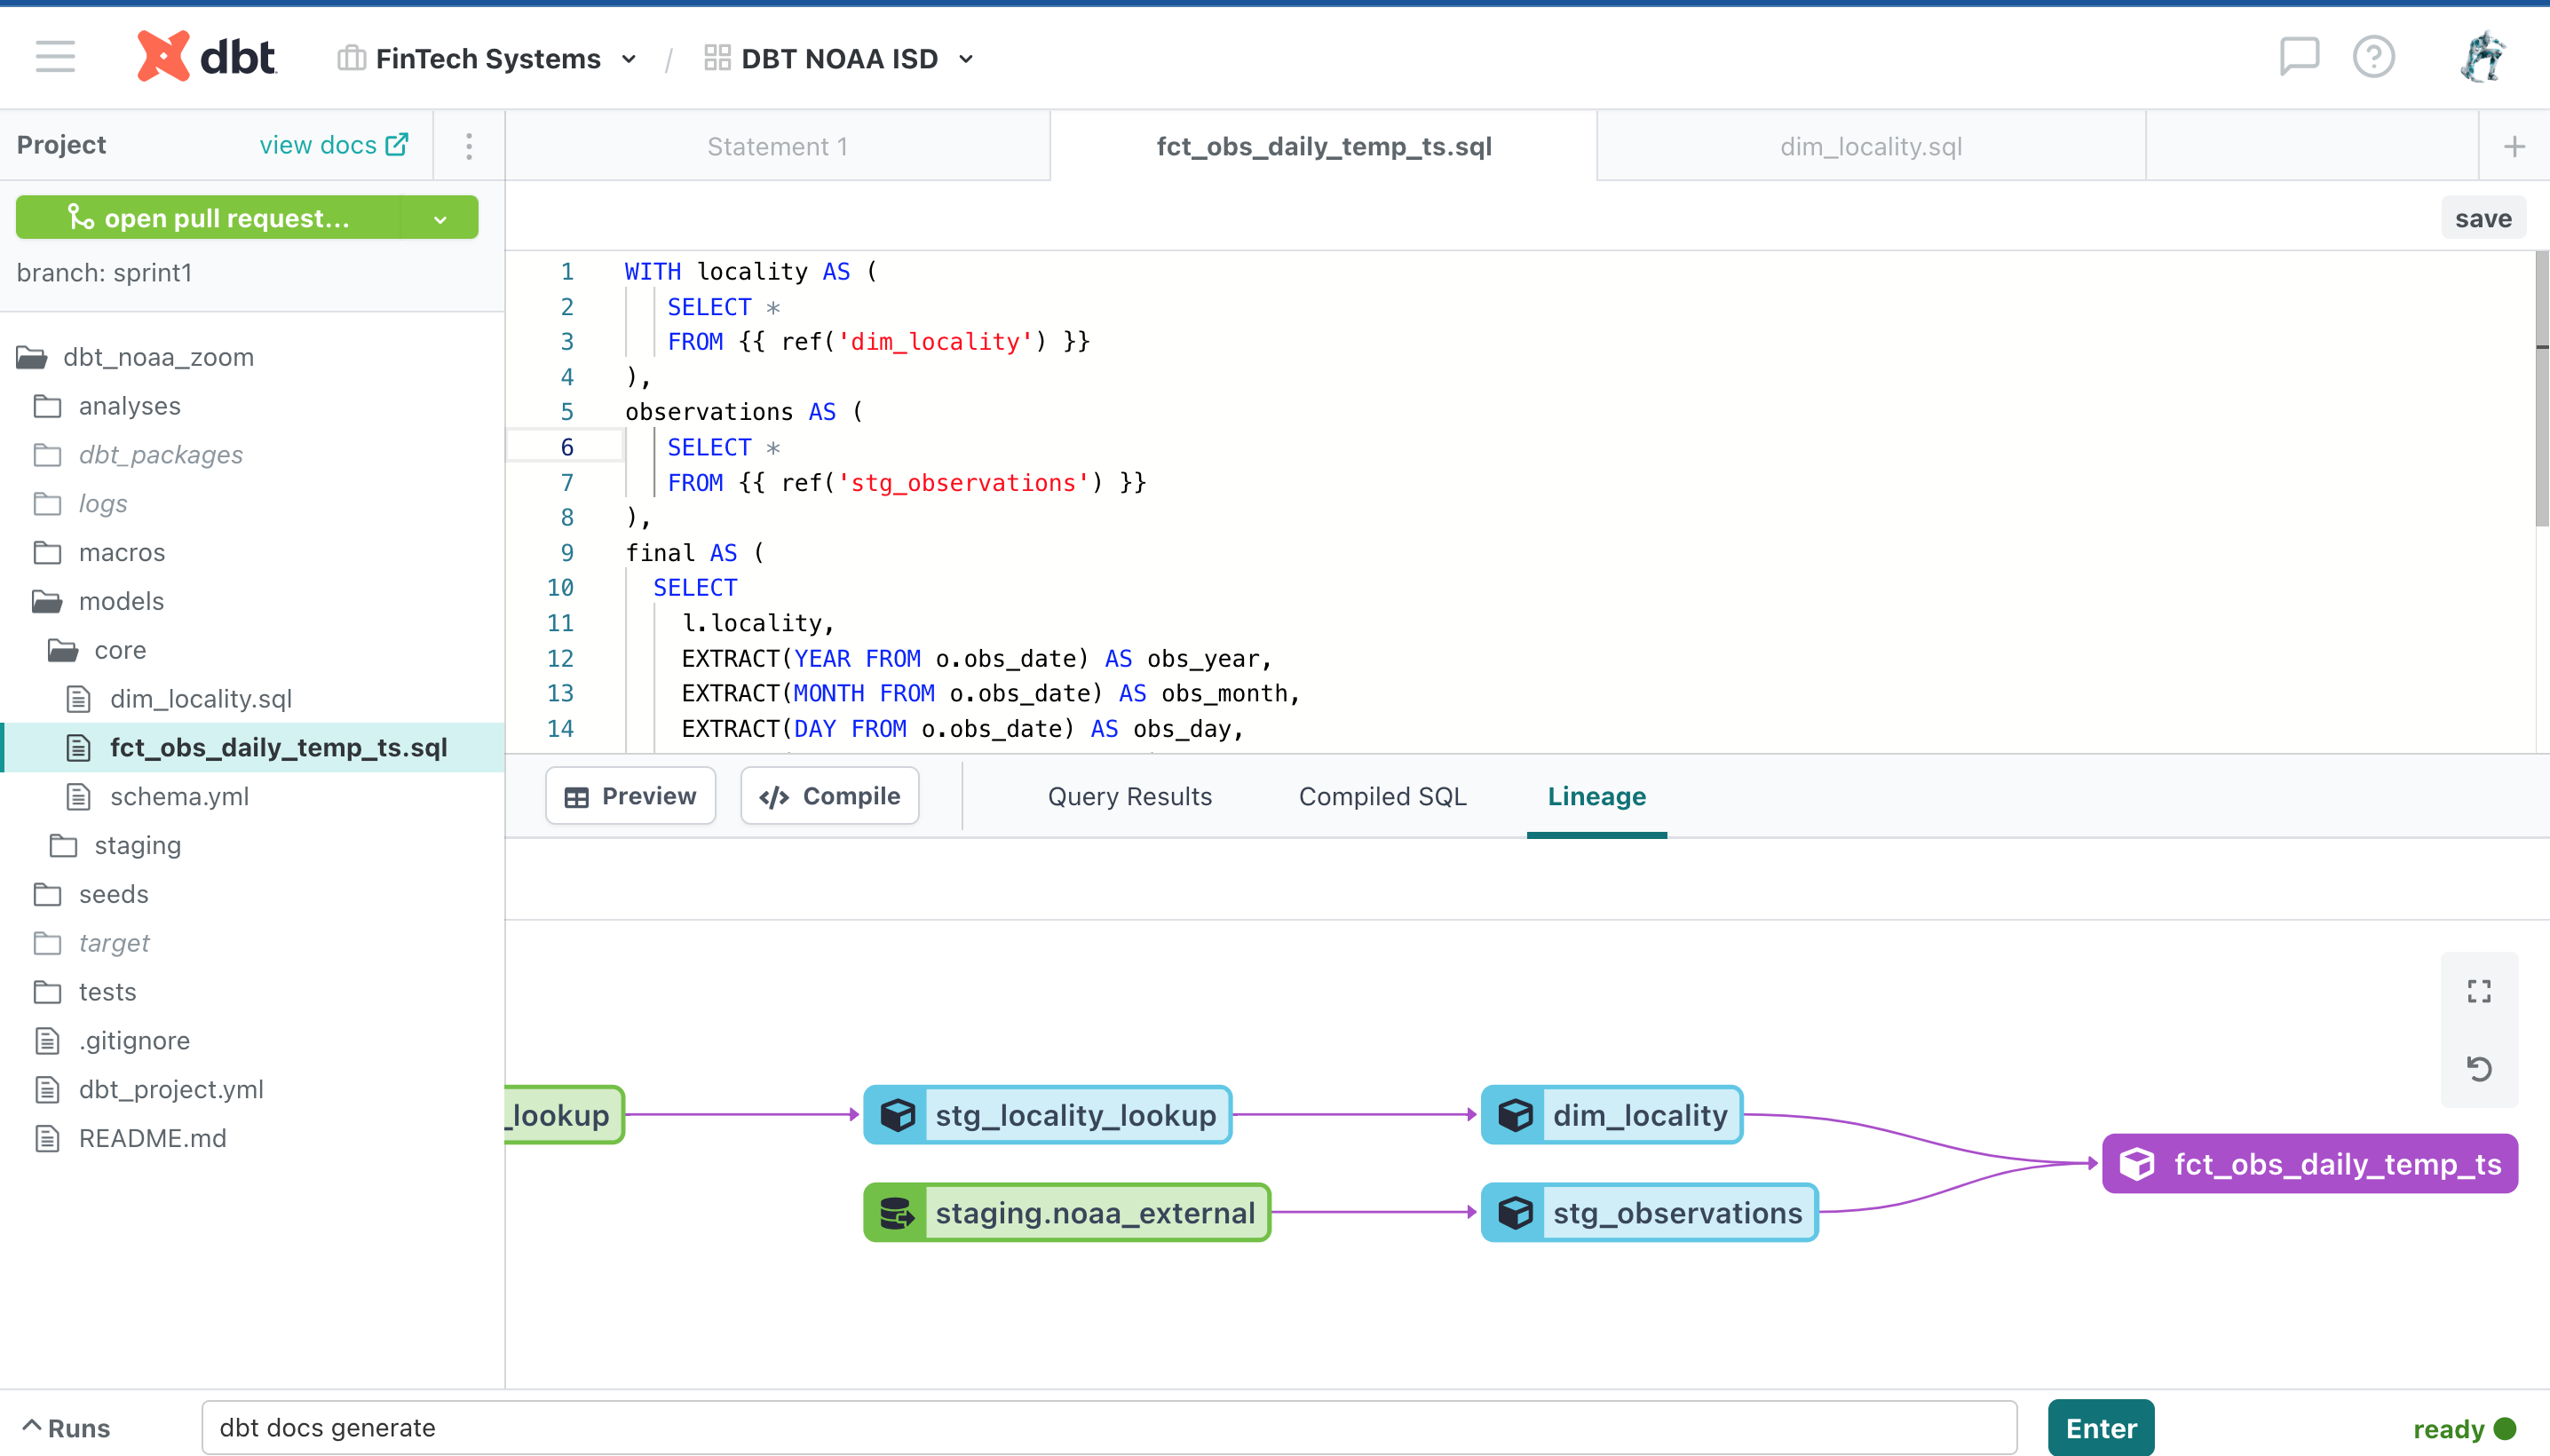 dbt
FinTech Systems / DBT NOAA ISD
Project
view docs
Statement 1
fct_obs_daily_temp_ts.sql
dim_locality.sql
+
open pull request...
branch: sprint1
save
dbt_noaa_zoom
analyses
dbt_packages
logs
macros
models
core
dim_locality.sql
fct_obs_daily_temp_ts.sql
schema.yml
staging
seeds
target
tests
.gitignore
dbt_project.yml
README.md
1 WITH locality AS (
2 SELECT *
3 FROM {{ ref('dim_locality') }}
4 ),
5 observations AS (
6 SELECT *
7 FROM {{ ref('stg_observations') }}
8 ),
9 final AS (
10 SELECT
11 l.locality,
12 EXTRACT(YEAR FROM o.obs_date) AS obs_year,
13 EXTRACT(MONTH FROM o.obs_date) AS obs_month,
14 EXTRACT(DAY FROM o.obs_date) AS obs_day,
Preview
</> Compile
Query Results
Compiled SQL
Lineage
_lookup
stg_locality_lookup
dim_locality
fct_obs_daily_temp_ts
staging.noaa_external
stg_observations
Runs
dbt docs generate
Enter
ready